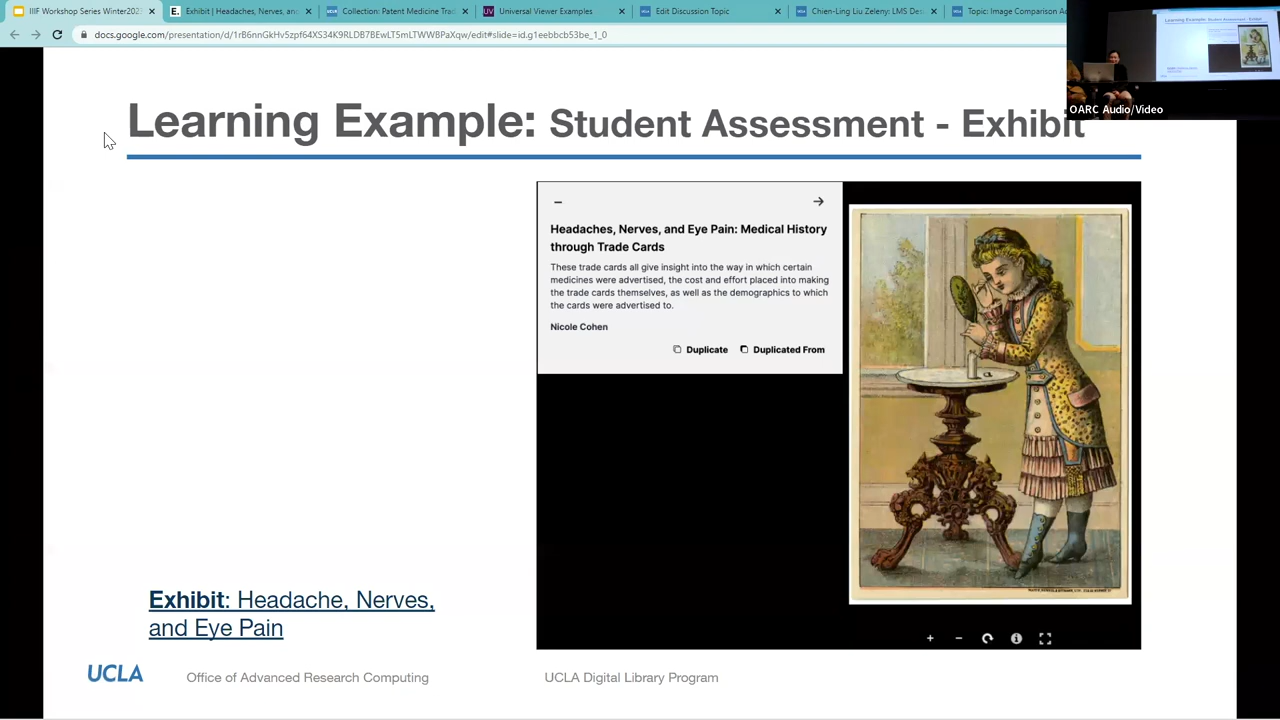 IIIF Workshop Series Winter202
Exhibit | Headaches, Nerves, and
Collection: Patent Medicine Trad
Universal Viewer Examples
Edit Discussion Topic
Chien-Ling Liu Zeleny: LMS Des
Topic: Image Comparison As
docs.google.com/presentation/d/1rB6nnGkHv5zpf64XS34K9RLDB7BEwLT5mLTWWBPaXqw/edit#slide=id.g1eebbcb53be_1_0
OARC Audio/Video
Learning Example: Student Assessment - Exhibit
Headaches, Nerves, and Eye Pain: Medical History
through Trade Cards
These trade cards all give insight into the way in which certain
medicines were advertised, the cost and effort placed into making
the trade cards themselves, as well as the demographics to which
the cards were advertised to.
Nicole Cohen
Duplicate
Duplicated From
Exhibit: Headache, Nerves,
and Eye Pain
UCLA
Office of Advanced Research Computing
UCLA Digital Library Program